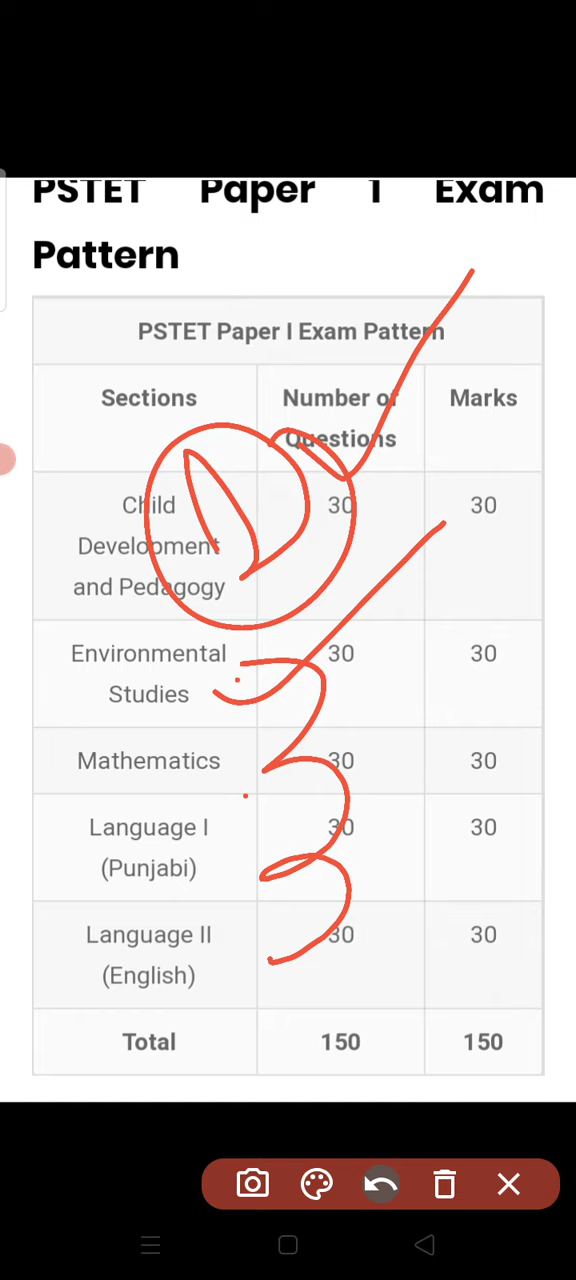 PSTET Paper 1 Exam
Pattern
PSTET Paper I Exam Pattern
Sections Number of Questions Marks
Child Development and Pedagogy 30 30
Environmental Studies 30 30
Mathematics 30 30
Language I (Punjabi) 30 30
Language II (English) 30 30
Total 150 150